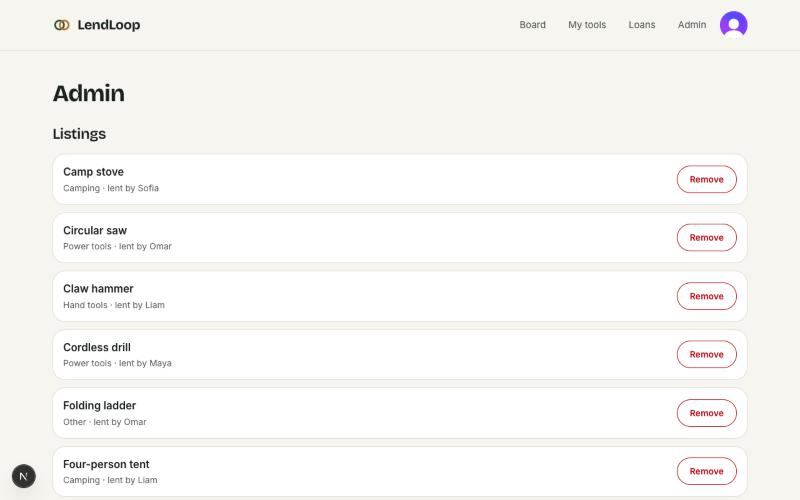 LendLoop
Board
My tools
Loans
Admin
Admin
Listings
Camp stove
Camping · lent by Sofia
Remove
Circular saw
Power tools · lent by Omar
Remove
Claw hammer
Hand tools · lent by Liam
Remove
Cordless drill
Power tools · lent by Maya
Remove
Folding ladder
Other · lent by Omar
Remove
Four-person tent
Camping · lent by Liam
Remove
N